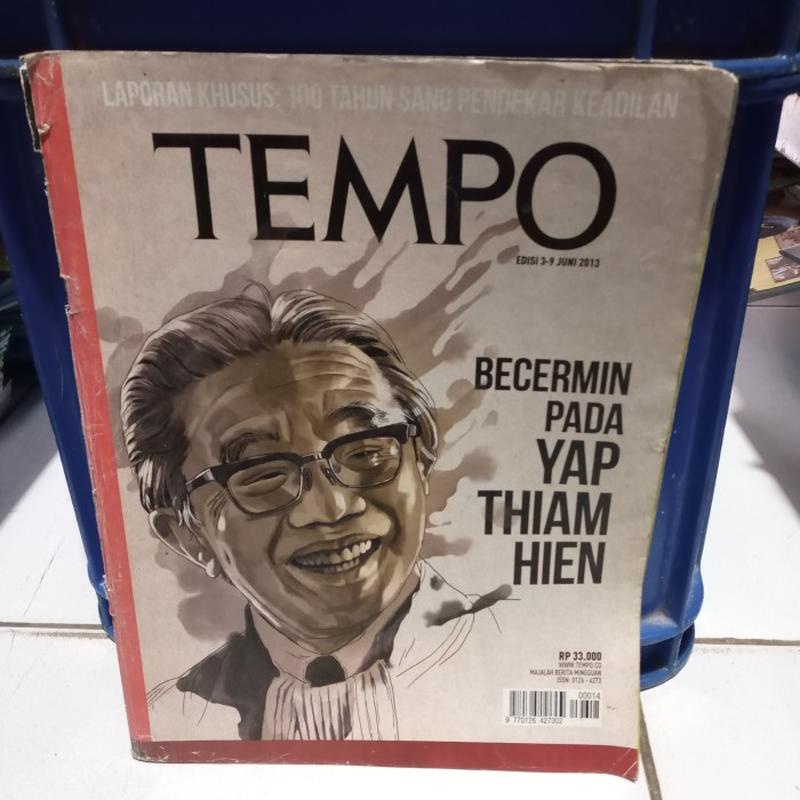 LAPORAN KHUSUS: 100 TAHUN SANG PENDEKAR KEADILAN
TEMPO
EDISI 3-9 JUNI 2013
BECERMIN
PADA
YAP
THIAM
HIEN
RP 33.000
WWW.TEMPO.CO
MAJALAH BERITA MINGGUAN
ISSN: 0126 - 4273
00014
9 770126 427302